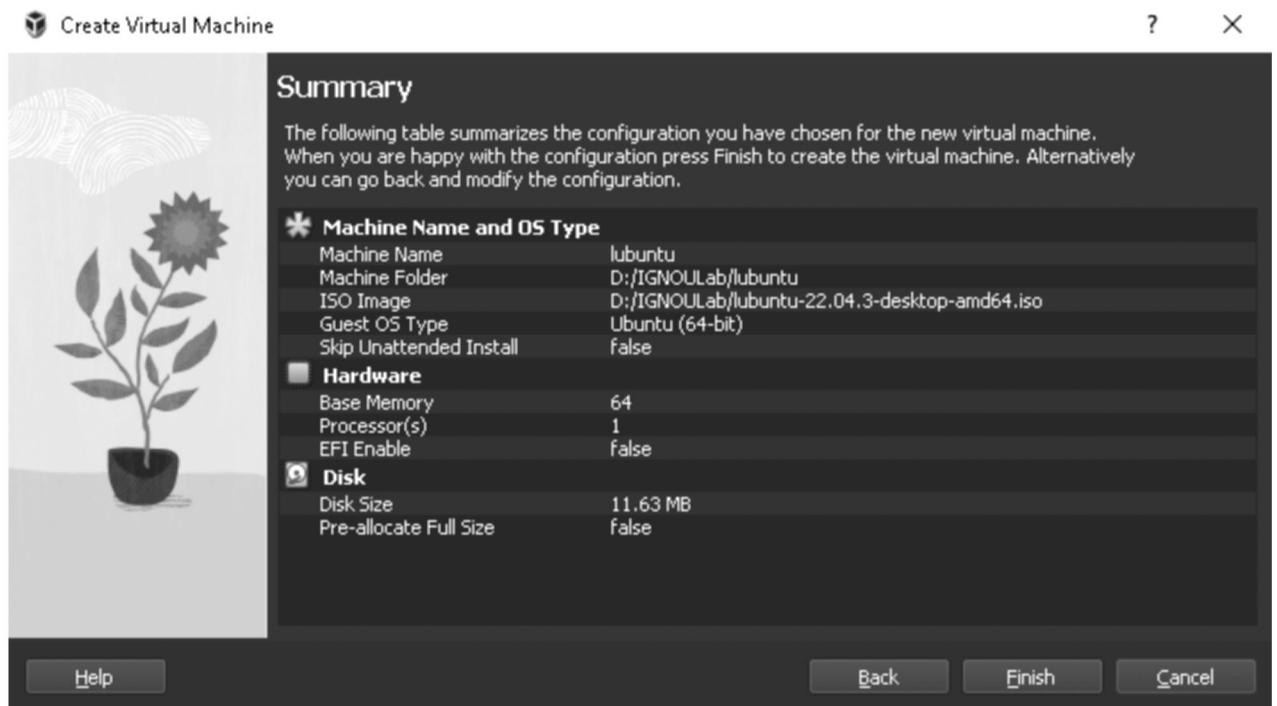 Create Virtual Machine
?
Summary
The following table summarizes the configuration you have chosen for the new virtual machine.
When you are happy with the configuration press Finish to create the virtual machine. Alternatively
you can go back and modify the configuration.
Machine Name and OS Type
Machine Name lubuntu
Machine Folder D:/IGNOULab/lubuntu
ISO Image D:/IGNOULab/lubuntu-22.04.3-desktop-amd64.iso
Guest OS Type Ubuntu (64-bit)
Skip Unattended Install false
Hardware
Base Memory 64
Processor(s) 1
EFI Enable false
Disk
Disk Size 11.63 MB
Pre-allocate Full Size false
Help Back Finish Cancel